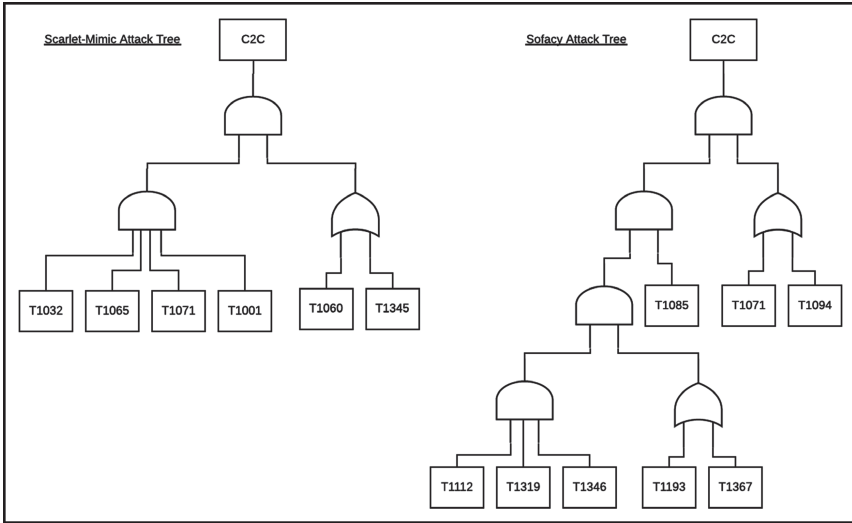 Scarlet-Mimic Attack Tree
C2C
T1032
T1065
T1071
T1001
T1060
T1345
Sofacy Attack Tree
C2C
T1085
T1071
T1094
T1112
T1319
T1346
T1193
T1367